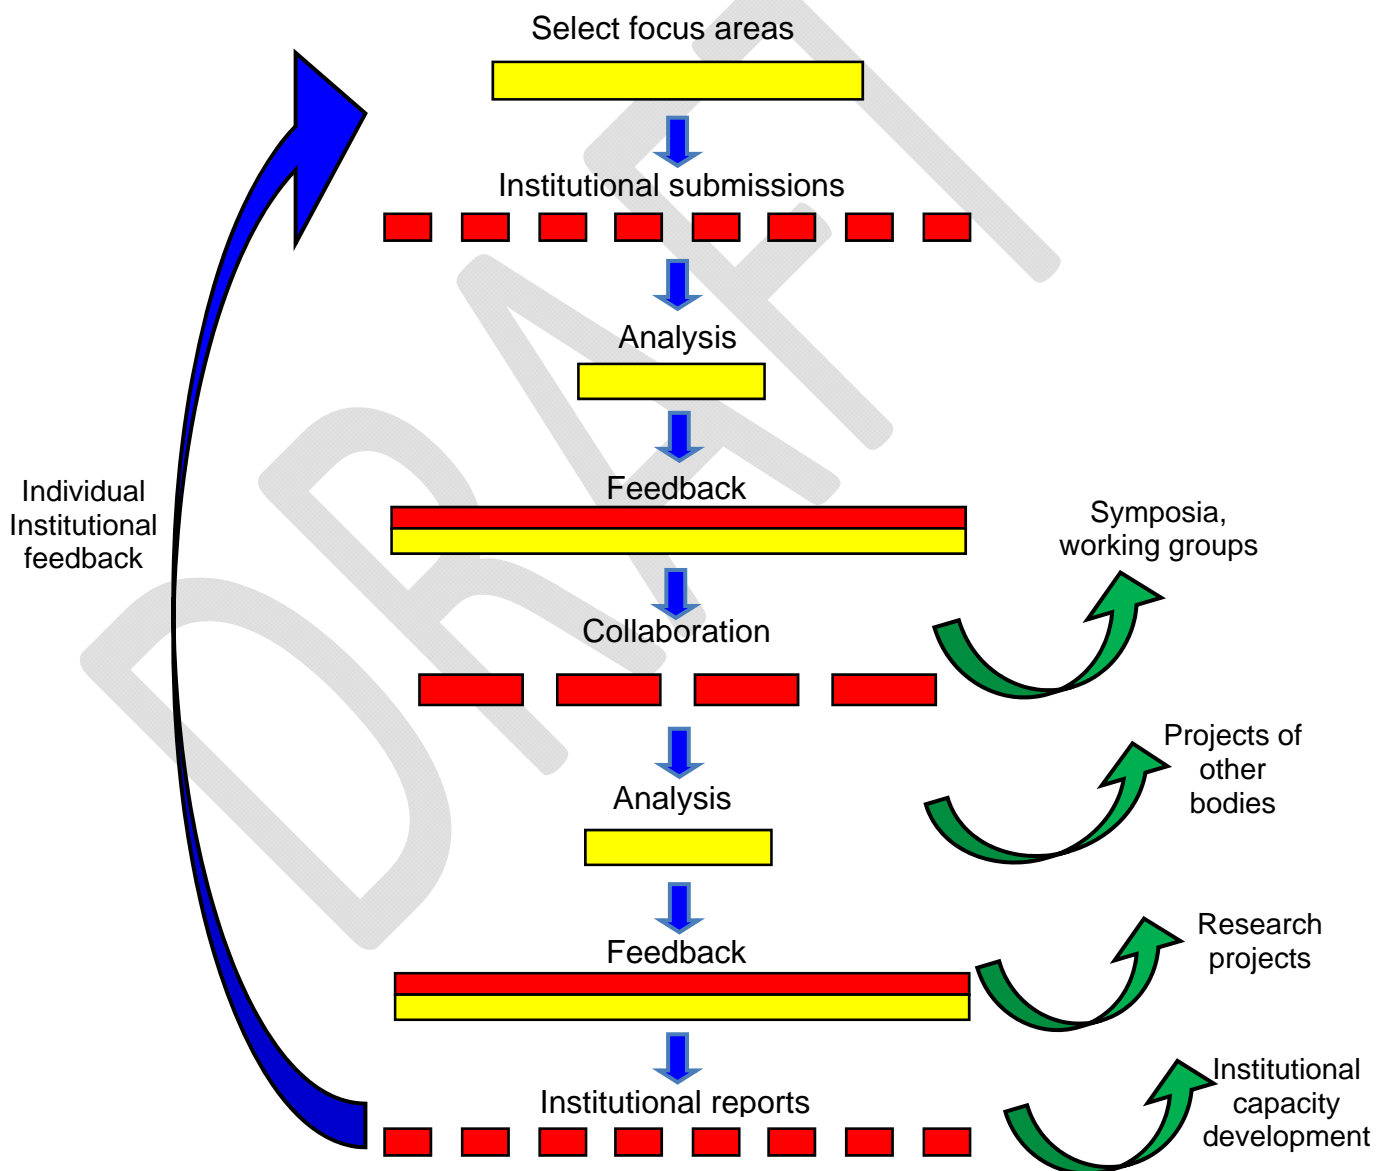 Select focus areas
Institutional submissions
Analysis
Feedback
Individual
Institutional
feedback
Symposia,
working groups
Collaboration
Projects of
other
bodies
Analysis
Research
projects
Feedback
Institutional
capacity
development
Institutional reports
DRAFT